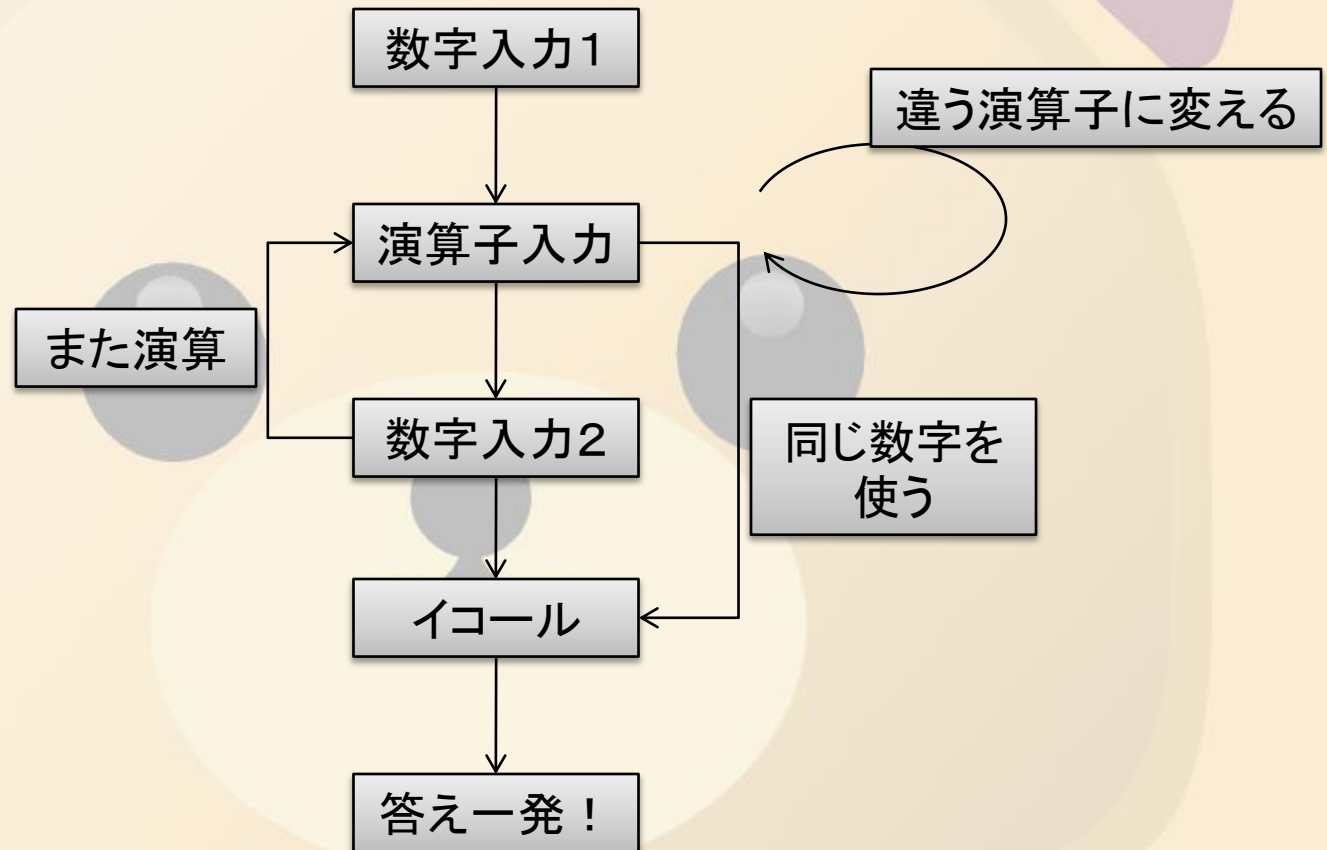 数字入力1
違う演算子に変える
演算子入力
また演算
数字入力2
同じ数字を
使う
イコール
答え一発！